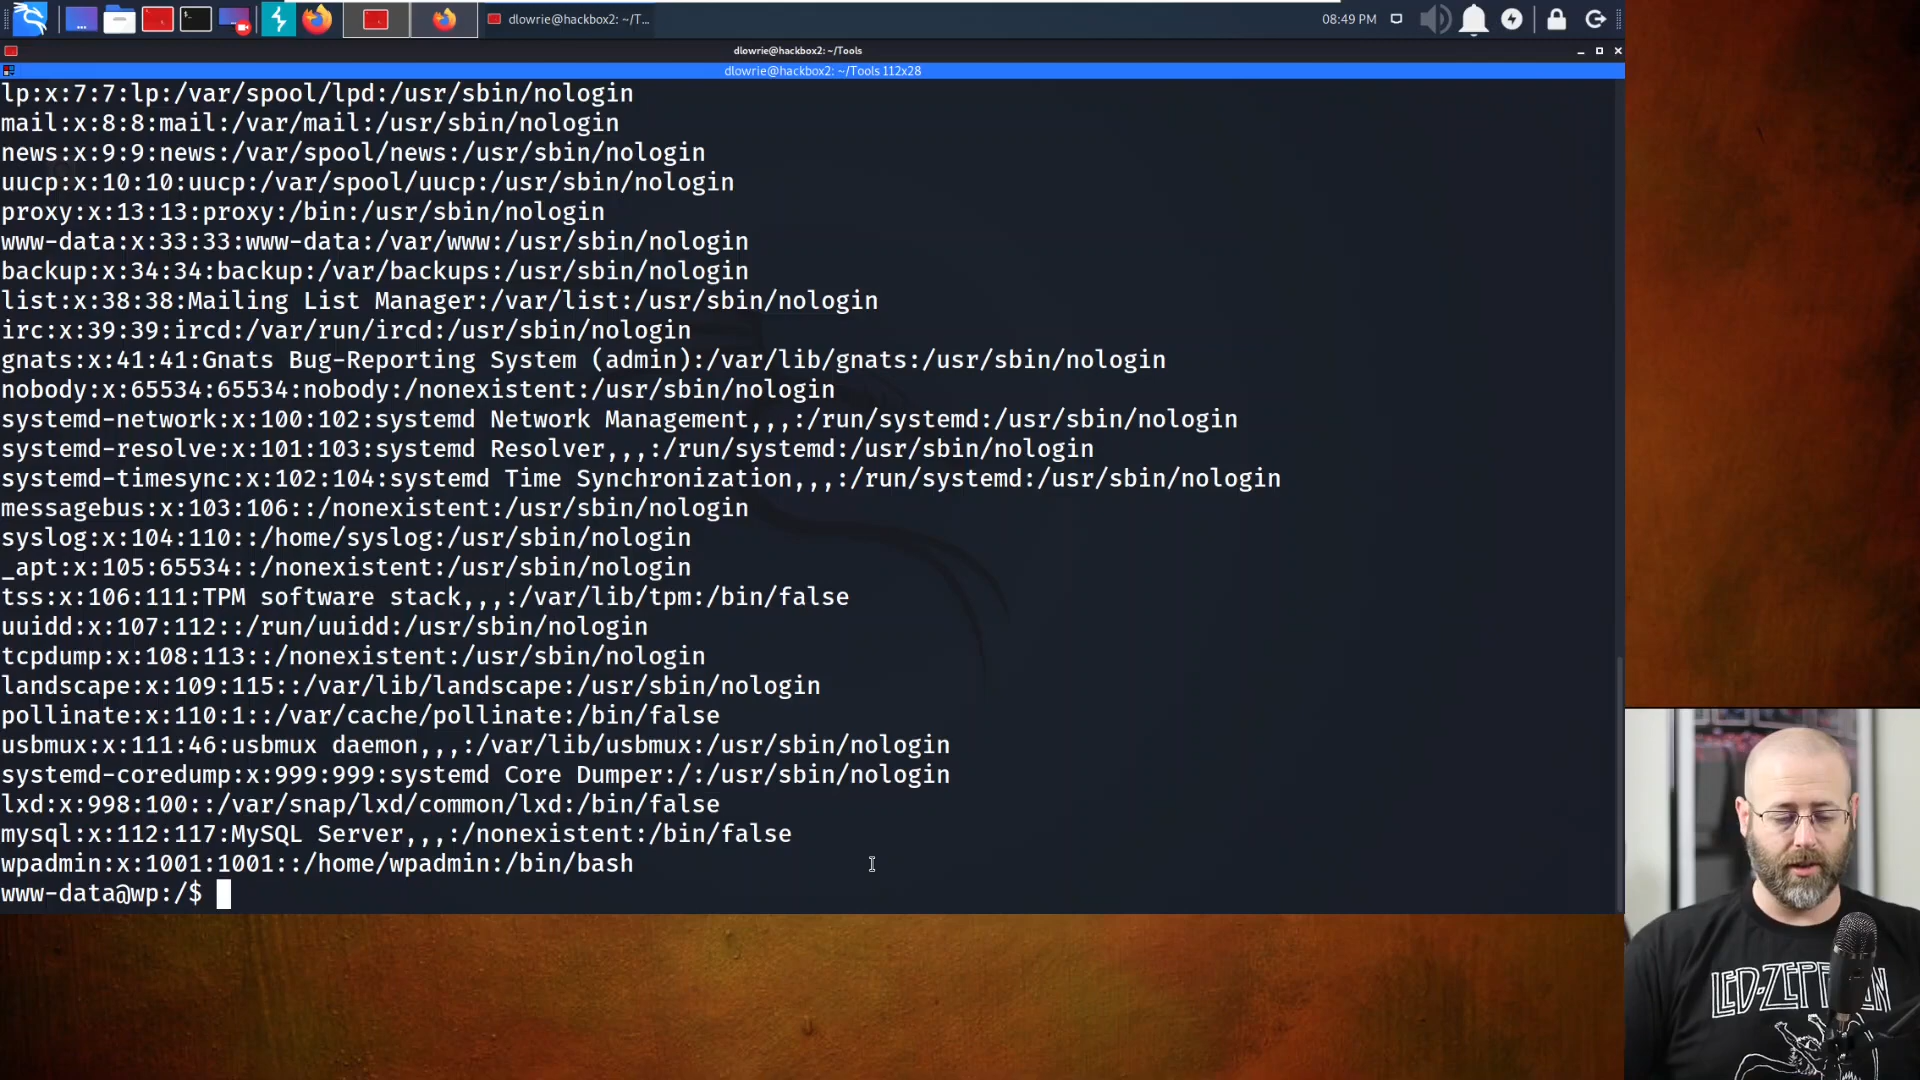 dlowrie@hackbox2: ~/T...
08:49 PM
dlowrie@hackbox2: ~/Tools
dlowrie@hackbox2: ~/Tools 112x28
lp:x:7:7:lp:/var/spool/lpd:/usr/sbin/nologin
mail:x:8:8:mail:/var/mail:/usr/sbin/nologin
news:x:9:9:news:/var/spool/news:/usr/sbin/nologin
uucp:x:10:10:uucp:/var/spool/uucp:/usr/sbin/nologin
proxy:x:13:13:proxy:/bin:/usr/sbin/nologin
www-data:x:33:33:www-data:/var/www:/usr/sbin/nologin
backup:x:34:34:backup:/var/backups:/usr/sbin/nologin
list:x:38:38:Mailing List Manager:/var/list:/usr/sbin/nologin
irc:x:39:39:ircd:/var/run/ircd:/usr/sbin/nologin
gnats:x:41:41:Gnats Bug-Reporting System (admin):/var/lib/gnats:/usr/sbin/nologin
nobody:x:65534:65534:nobody:/nonexistent:/usr/sbin/nologin
systemd-network:x:100:102:systemd Network Management,,,:/run/systemd:/usr/sbin/nologin
systemd-resolve:x:101:103:systemd Resolver,,,:/run/systemd:/usr/sbin/nologin
systemd-timesync:x:102:104:systemd Time Synchronization,,,:/run/systemd:/usr/sbin/nologin
messagebus:x:103:106::/nonexistent:/usr/sbin/nologin
syslog:x:104:110::/home/syslog:/usr/sbin/nologin
_apt:x:105:65534::/nonexistent:/usr/sbin/nologin
tss:x:106:111:TPM software stack,,,:/var/lib/tpm:/bin/false
uuidd:x:107:112::/run/uuidd:/usr/sbin/nologin
tcpdump:x:108:113::/nonexistent:/usr/sbin/nologin
landscape:x:109:115::/var/lib/landscape:/usr/sbin/nologin
pollinate:x:110:1::/var/cache/pollinate:/bin/false
usbmux:x:111:46:usbmux daemon,,,:/var/lib/usbmux:/usr/sbin/nologin
systemd-coredump:x:999:999:systemd Core Dumper:/:/usr/sbin/nologin
lxd:x:998:100::/var/snap/lxd/common/lxd:/bin/false
mysql:x:112:117:MySQL Server,,,:/nonexistent:/bin/false
wpadmin:x:1001:1001::/home/wpadmin:/bin/bash
www-data@wp:/$